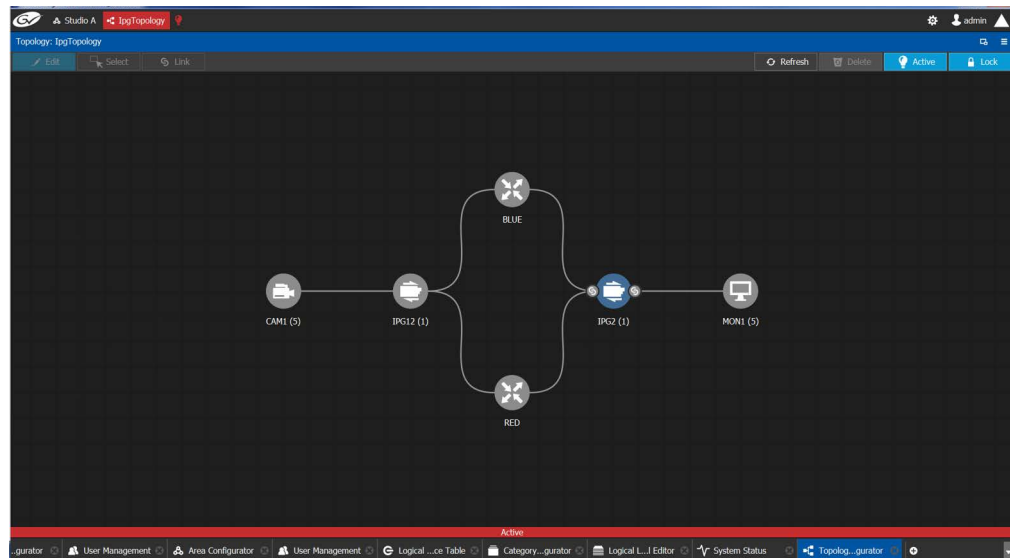 GV Studio A IpgTopology admin
Topology: IpgTopology
Edit Select Link Refresh Delete Active Lock
BLUE
CAM1 (5) IPG12 (1) IPG2 (1) MON1 (5)
RED
Active
..gurator User Management Area Configurator User Management Logical ...ce Table Category...gurator Logical L...l Editor System Status Topolog...gurator